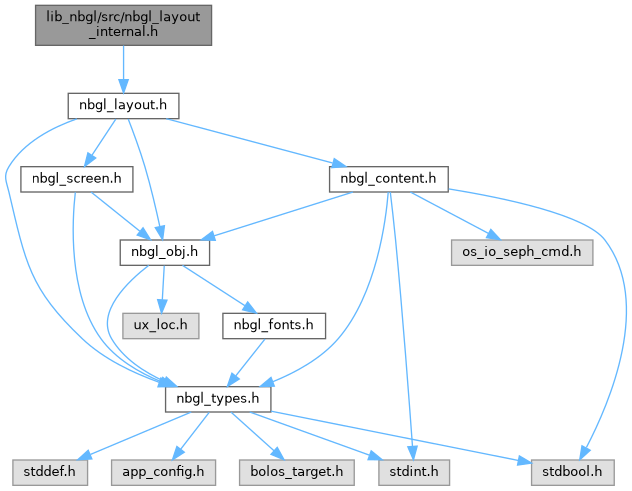 lib_nbgl/src/nbgl_layout
_internal.h
nbgl_layout.h
nbgl_screen.h
nbgl_content.h
nbgl_obj.h
os_io_seph_cmd.h
ux_loc.h
nbgl_fonts.h
nbgl_types.h
stddef.h
app_config.h
bolos_target.h
stdint.h
stdbool.h